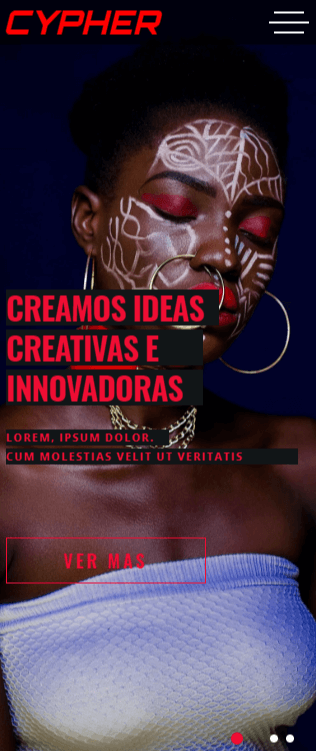 CYPHER
CREAMOS IDEAS
CREATIVAS E
INNOVADORAS
LOREM, IPSUM DOLOR.
CUM MOLESTIAS VELIT UT VERITATIS
VER MAS